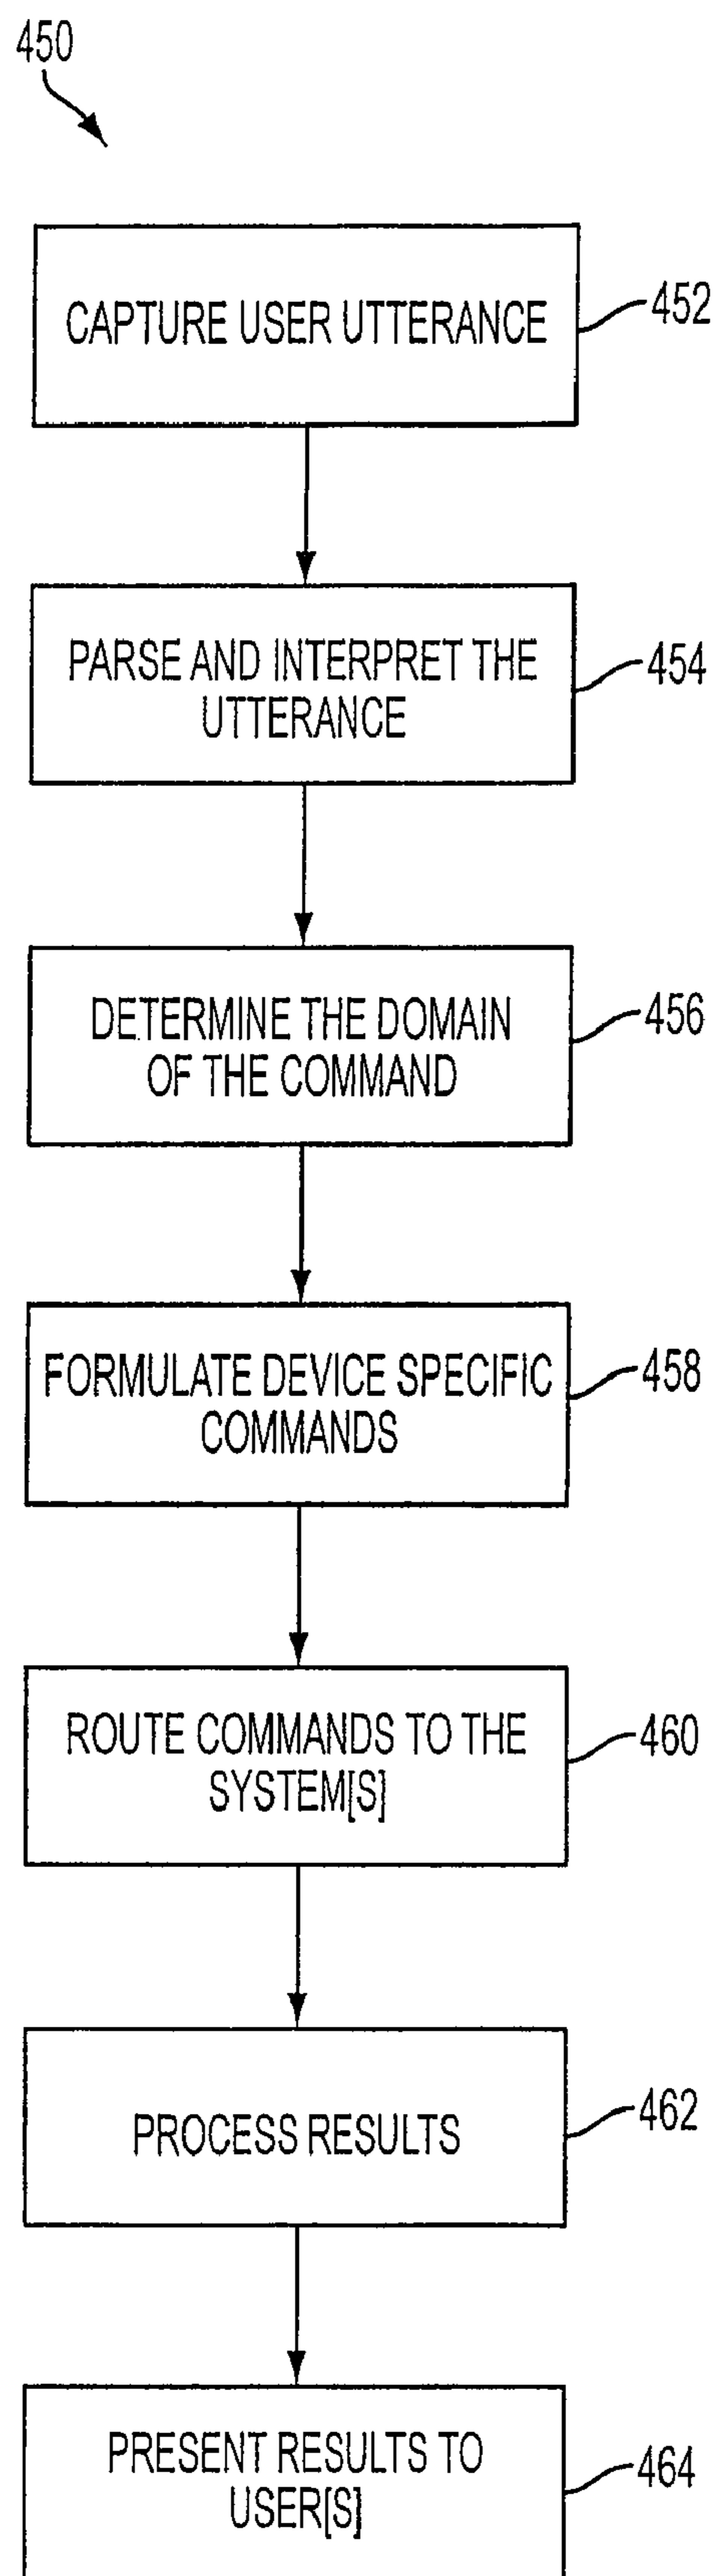 450
CAPTURE USER UTTERANCE
452
PARSE AND INTERPRET THE
UTTERANCE
454
DETERMINE THE DOMAIN
OF THE COMMAND
456
FORMULATE DEVICE SPECIFIC
COMMANDS
458
ROUTE COMMANDS TO THE
SYSTEM[S]
460
PROCESS RESULTS
462
PRESENT RESULTS TO
USER[S]
464